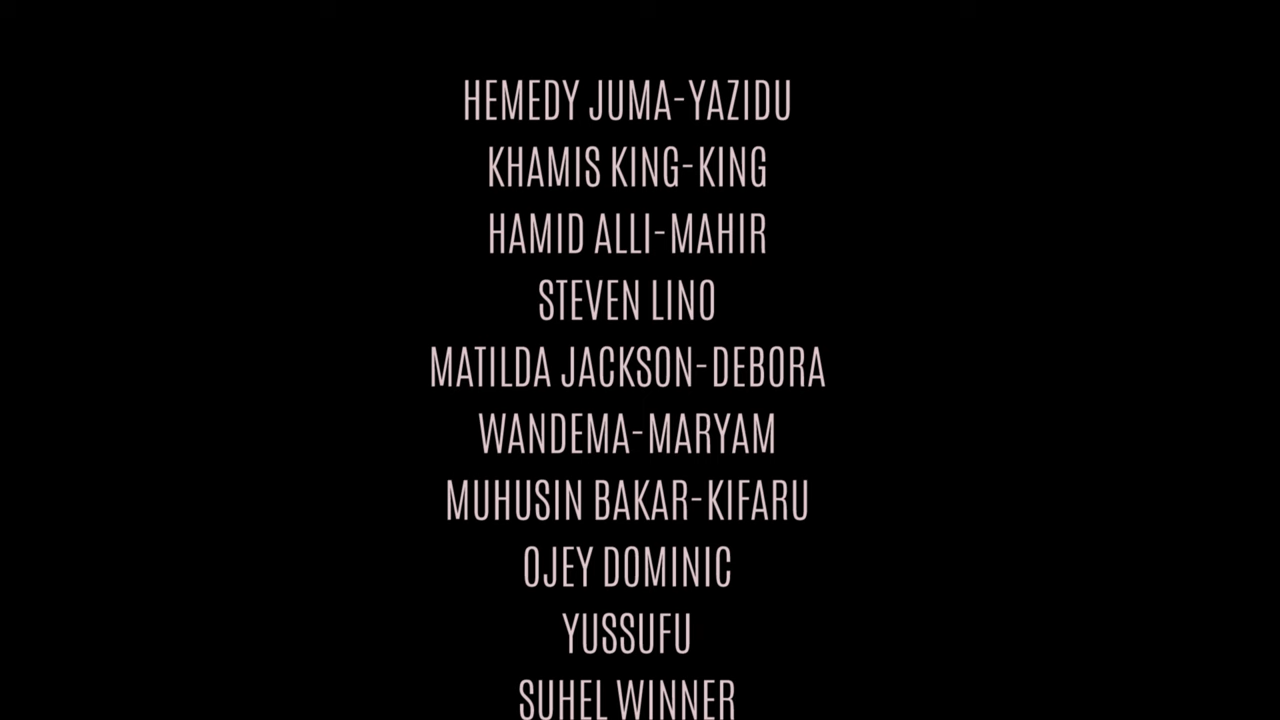 HEMEDY JUMA-YAZIDU
KHAMIS KING-KING
HAMID ALLI-MAHIR
STEVEN LINO
MATILDA JACKSON-DEBORA
WANDEMA-MARYAM
MUHUSIN BAKAR-KIFARU
OJEY DOMINIC
YUSSUFU
SUHEL WINNER